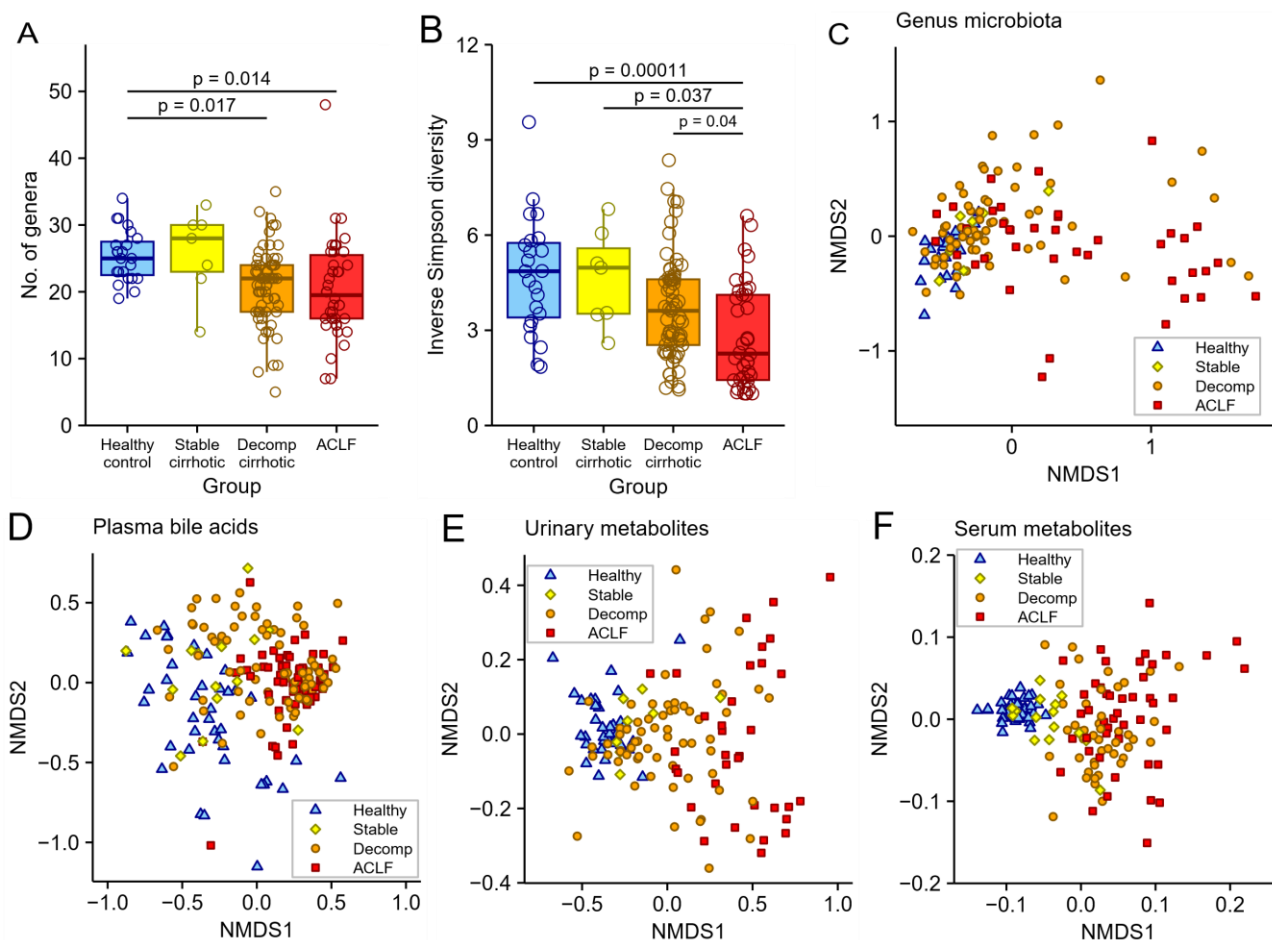 A
No. of genera
50
40
30
20
10
0
p = 0.014
p = 0.017
Healthy control
Stable cirrhotic
Decomp cirrhotic
ACLF
Group
B
Inverse Simpson diversity
12
9
6
3
0
p = 0.00011
p = 0.037
p = 0.04
Healthy control
Stable cirrhotic
Decomp cirrhotic
ACLF
Group
C
Genus microbiota
NMDS2
1
0
−1
Healthy
Stable
Decomp
ACLF
0
1
NMDS1
D
Plasma bile acids
NMDS2
0.5
0.0
−0.5
−1.0
Healthy
Stable
Decomp
ACLF
−1.0
−0.5
0.0
0.5
1.0
NMDS1
E
Urinary metabolites
NMDS2
0.4
0.2
0.0
−0.2
−0.4
Healthy
Stable
Decomp
ACLF
−0.5
0.0
0.5
1.0
NMDS1
F
Serum metabolites
NMDS2
0.2
0.1
0.0
−0.1
−0.2
Healthy
Stable
Decomp
ACLF
−0.1
0.0
0.1
0.2
NMDS1